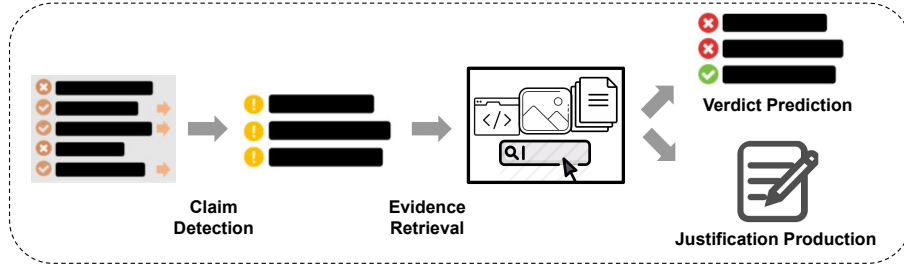 Claim
Detection
Evidence
Retrieval
</>
Verdict Prediction
Justification Production